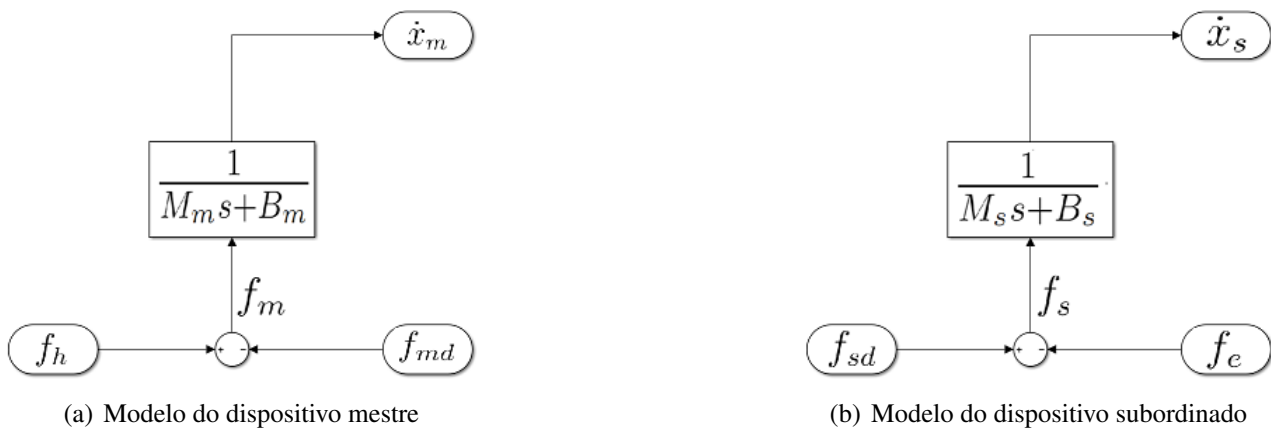 ẋ_m
ẋ_s
1
M_m s+B_m
1
M_s s+B_s
f_m
f_s
f_h
+ -
f_md
f_sd
+ -
f_e
(a) Modelo do dispositivo mestre
(b) Modelo do dispositivo subordinado